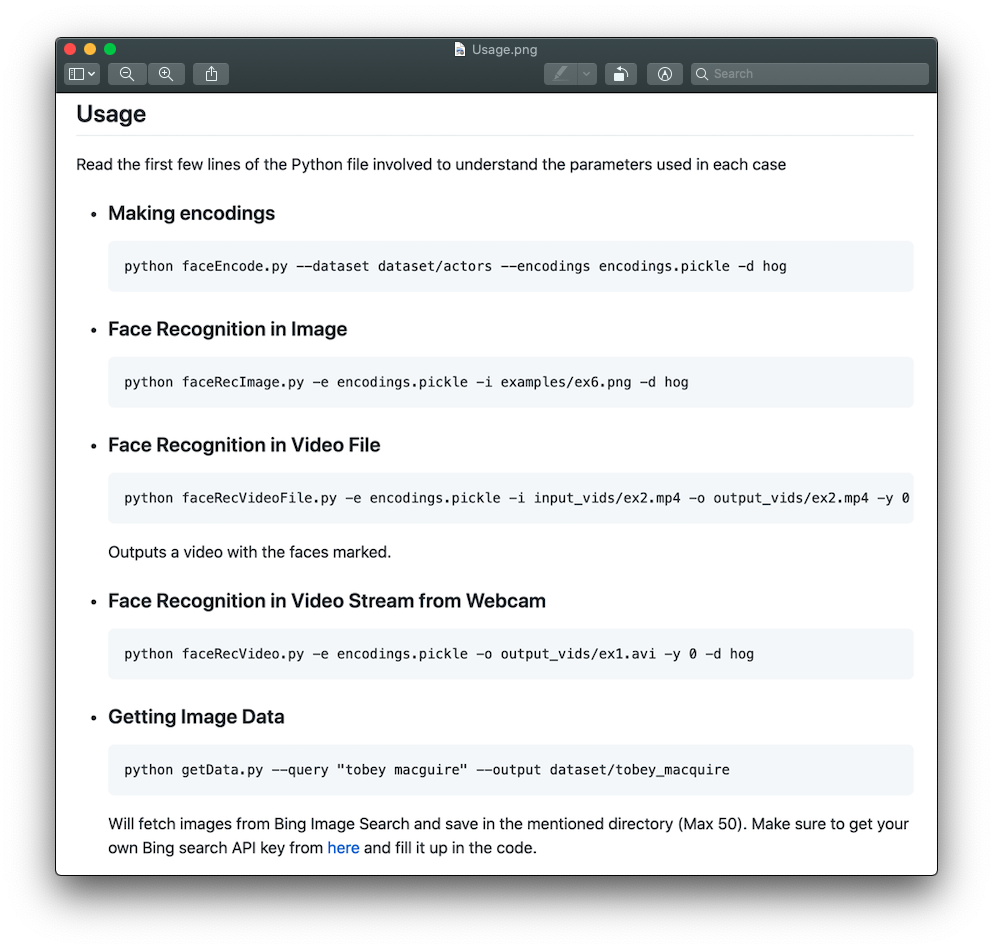 Usage.png
Search
Usage
Read the first few lines of the Python file involved to understand the parameters used in each case
• Making encodings
python faceEncode.py --dataset dataset/actors --encodings encodings.pickle -d hog
• Face Recognition in Image
python faceRecImage.py -e encodings.pickle -i examples/ex6.png -d hog
• Face Recognition in Video File
python faceRecVideoFile.py -e encodings.pickle -i input_vids/ex2.mp4 -o output_vids/ex2.mp4 -y 0
Outputs a video with the faces marked.
• Face Recognition in Video Stream from Webcam
python faceRecVideo.py -e encodings.pickle -o output_vids/ex1.avi -y 0 -d hog
• Getting Image Data
python getData.py --query "tobey macguire" --output dataset/tobey_macquire
Will fetch images from Bing Image Search and save in the mentioned directory (Max 50). Make sure to get your
own Bing search API key from here and fill it up in the code.